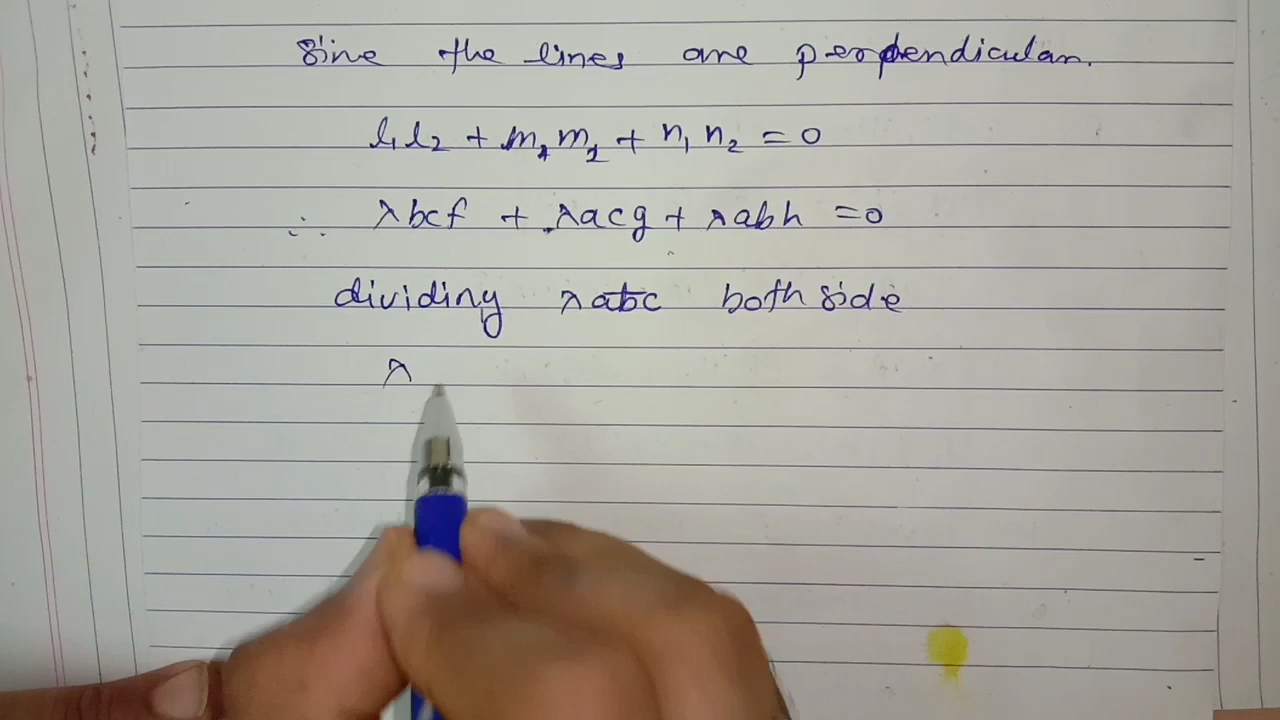 Sine the lines are perpendicular.
l₁l₂ + m₁m₂ + n₁n₂ = 0
∴ λbcf + λacg + λabh = 0
dividing λabc both side
λ